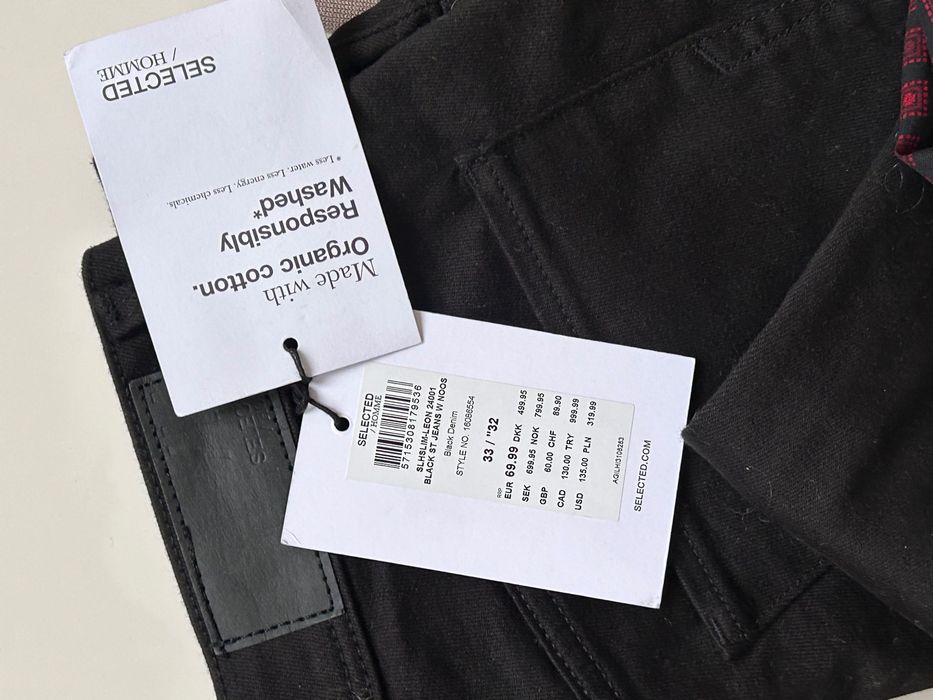 SELECTED
/ HOMME
Made with
Organic cotton.
Responsibly
Washed*
* Less water. Less energy. Less chemicals.
SELECTED
/ HOMME
5715308179536
SLHSLIM-LEON 24001
BLACK ST JEANS W NOOS
Black Denim
STYLE NO. 16086554
33 / "32
RRP
EUR 69.99 DKK 499.95
SEK 699.95 NOK 799.95
GBP 60.00 CHF 89.90
CAD 130.00 TRY 999.99
USD 135.00 PLN 319.99
SELECTED.COM